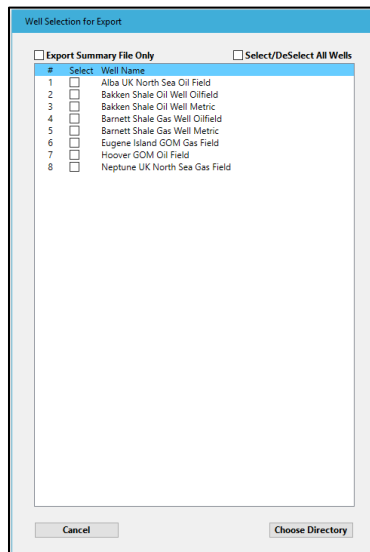 Well Selection for Export
Export Summary File Only Select/DeSelect All Wells
# Select Well Name
1 Alba UK North Sea Oil Field
2 Bakken Shale Oil Well Oilfield
3 Bakken Shale Oil Well Metric
4 Barnett Shale Gas Well Oilfield
5 Barnett Shale Gas Well Metric
6 Eugene Island GOM Gas Field
7 Hoover GOM Oil Field
8 Neptune UK North Sea Gas Field
Cancel Choose Directory